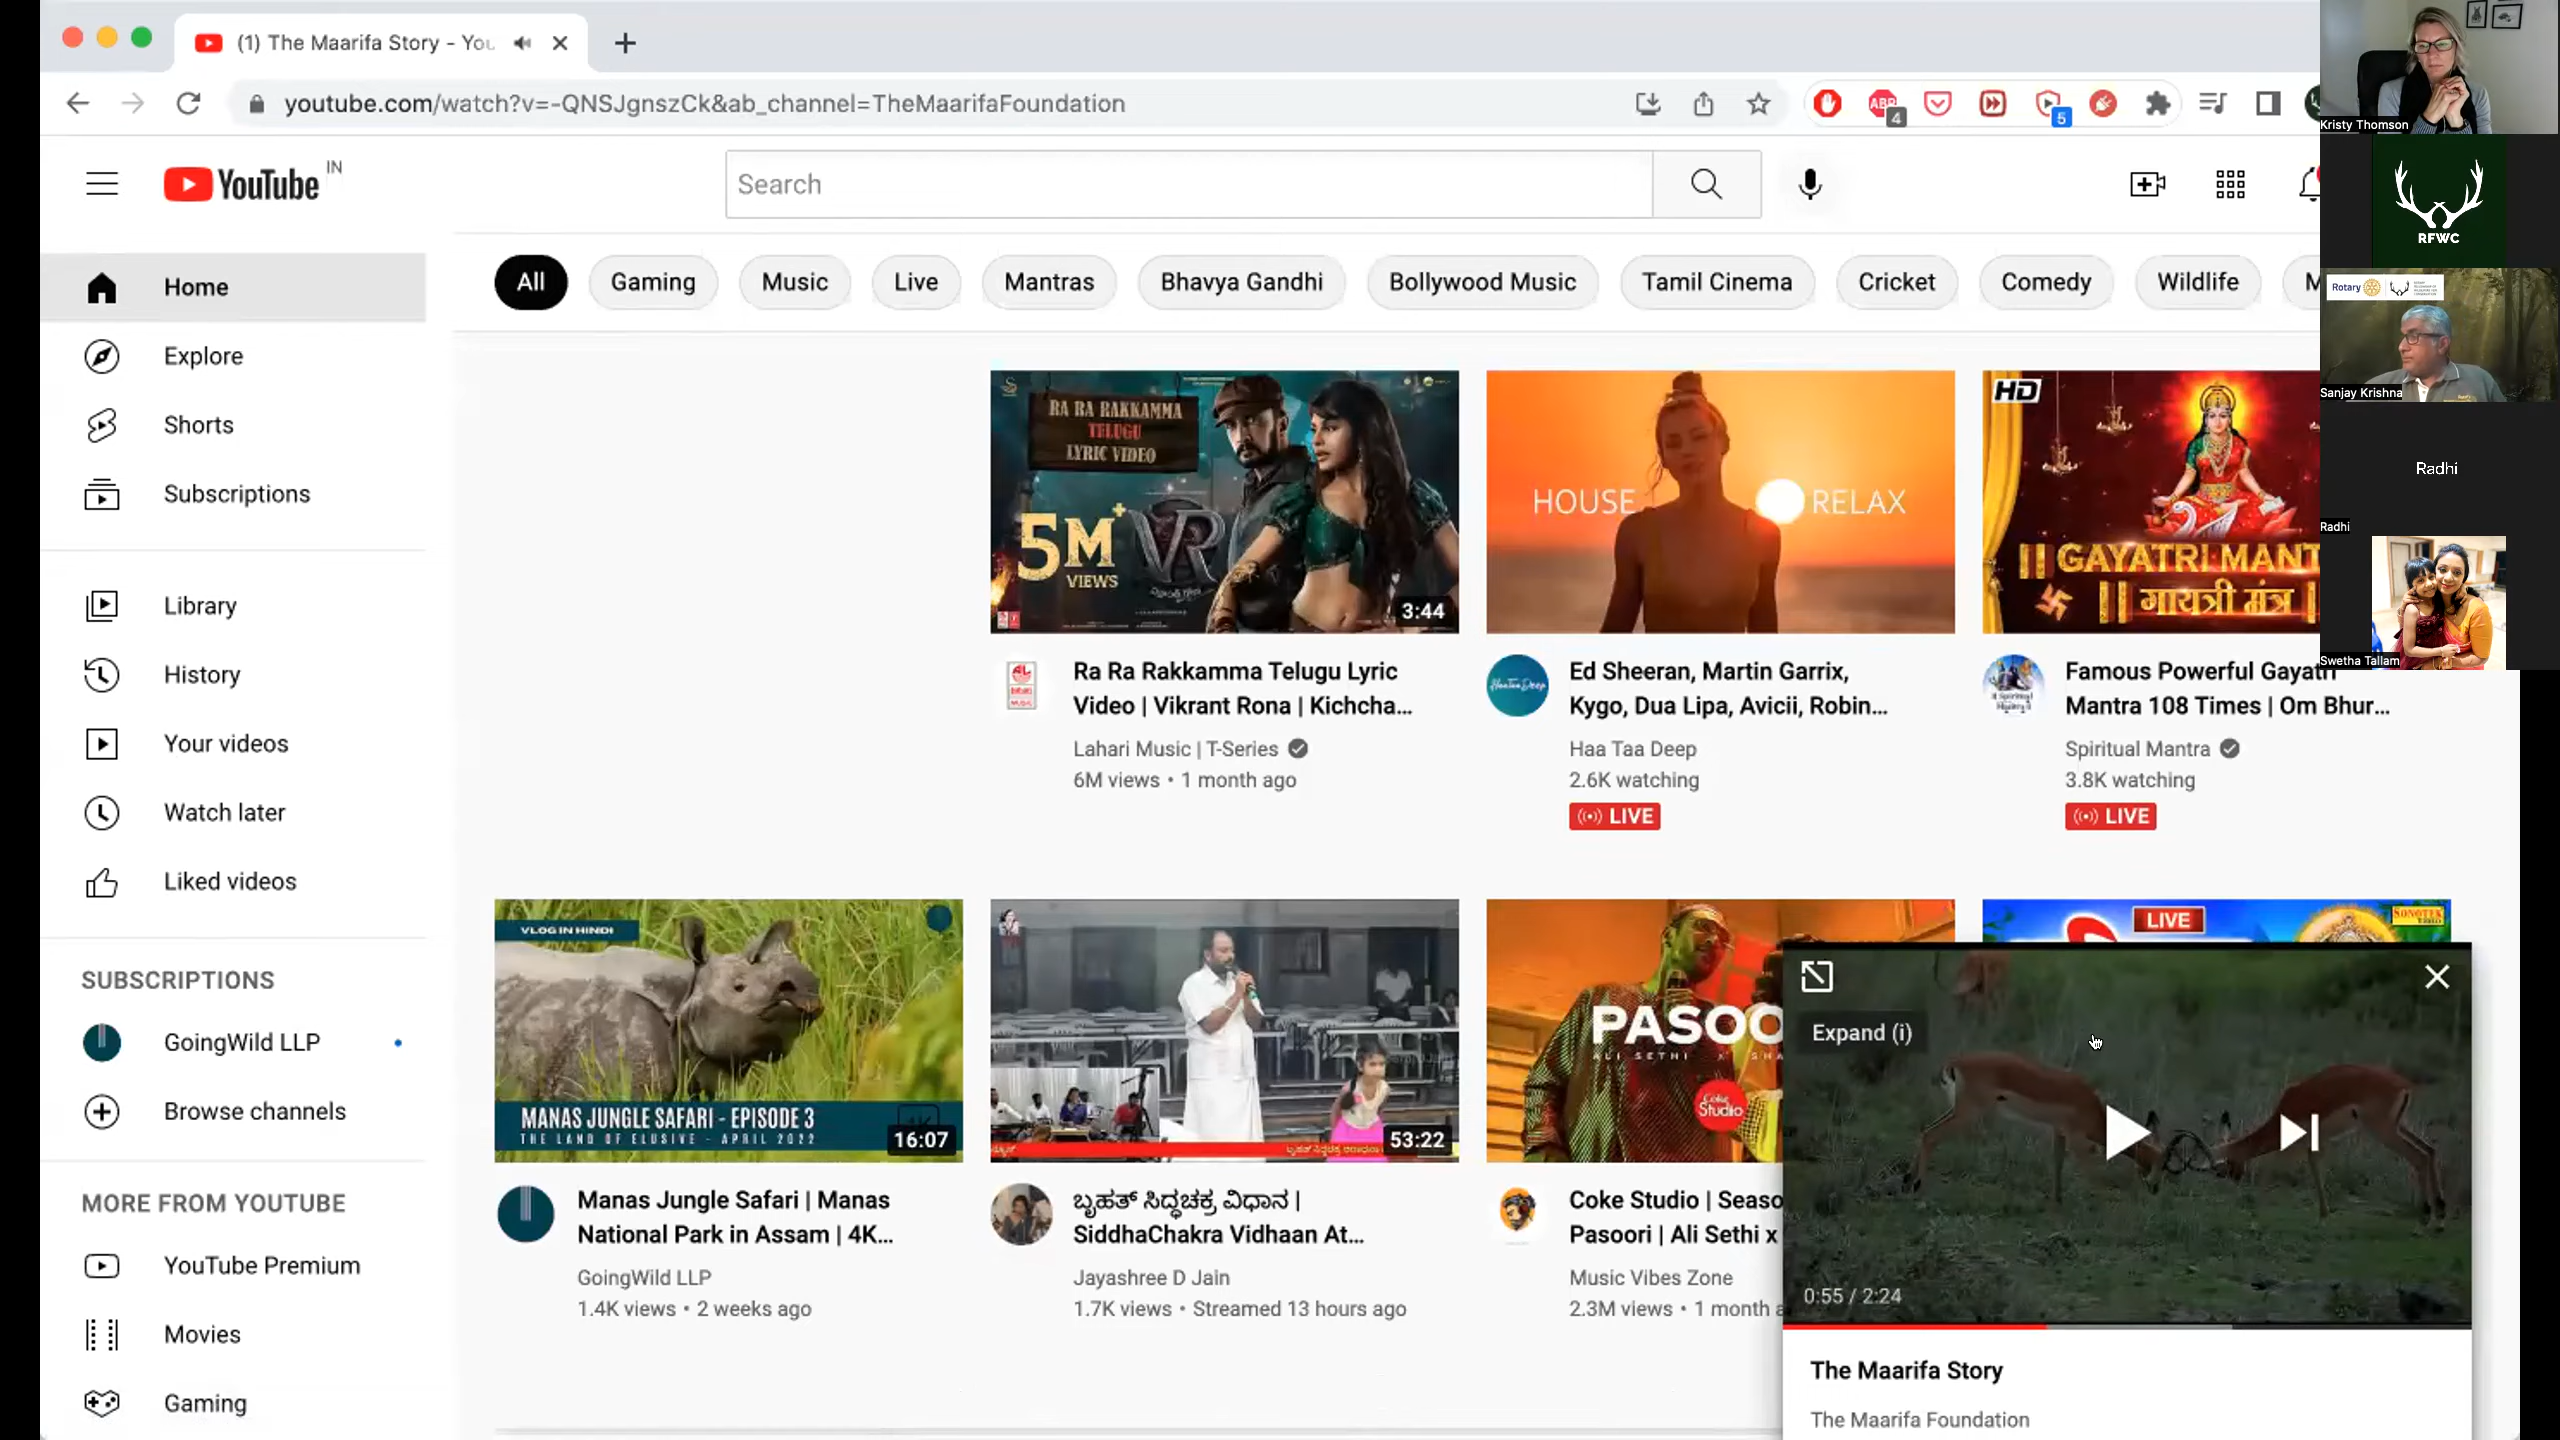 (1) The Maarifa Story - You
youtube.com/watch?v=-QNSJgnszCk&ab_channel=TheMaarifaFoundation
4
5
YouTube IN
Search
Home
Explore
Shorts
Subscriptions
Library
History
Your videos
Watch later
Liked videos
SUBSCRIPTIONS
GoingWild LLP
Browse channels
MORE FROM YOUTUBE
YouTube Premium
Movies
Gaming
All
Gaming
Music
Live
Mantras
Bhavya Gandhi
Bollywood Music
Tamil Cinema
Cricket
Comedy
Wildlife
M
RA RA RAKKAMMA
TELUGU
LYRIC VIDEO
5M+
VIEWS
VR
3:44
Ra Ra Rakkamma Telugu Lyric
Video | Vikrant Rona | Kichcha...
Lahari Music | T-Series
6M views • 1 month ago
HOUSE RELAX
Ed Sheeran, Martin Garrix,
Kygo, Dua Lipa, Avicii, Robin...
Haa Taa Deep
2.6K watching
LIVE
HD
|| GAYATRI MANT
|| गायत्री मंत्र |
Famous Powerful Gayatri
Mantra 108 Times | Om Bhur...
Spiritual Mantra
3.8K watching
LIVE
VLOG IN HINDI
MANAS JUNGLE SAFARI - EPISODE 3
THE LAND OF ELUSIVE - APRIL 2022
16:07
Manas Jungle Safari | Manas
National Park in Assam | 4K...
GoingWild LLP
1.4K views • 2 weeks ago
53:22
ಬೃಹತ್ ಸಿದ್ಧಚಕ್ರ ವಿಧಾನ |
SiddhaChakra Vidhaan At...
Jayashree D Jain
1.7K views • Streamed 13 hours ago
PASOO
ALI SETHI X SHA
Coke Studio
Coke Studio | Seaso
Pasoori | Ali Sethi x
Music Vibes Zone
2.3M views • 1 month a
LIVE
SONOTEK
Expand (i)
0:55 / 2:24
The Maarifa Story
The Maarifa Foundation
Kristy Thomson
RFWC
Rotary
Sanjay Krishna
Radhi
Radhi
Swetha Tallam